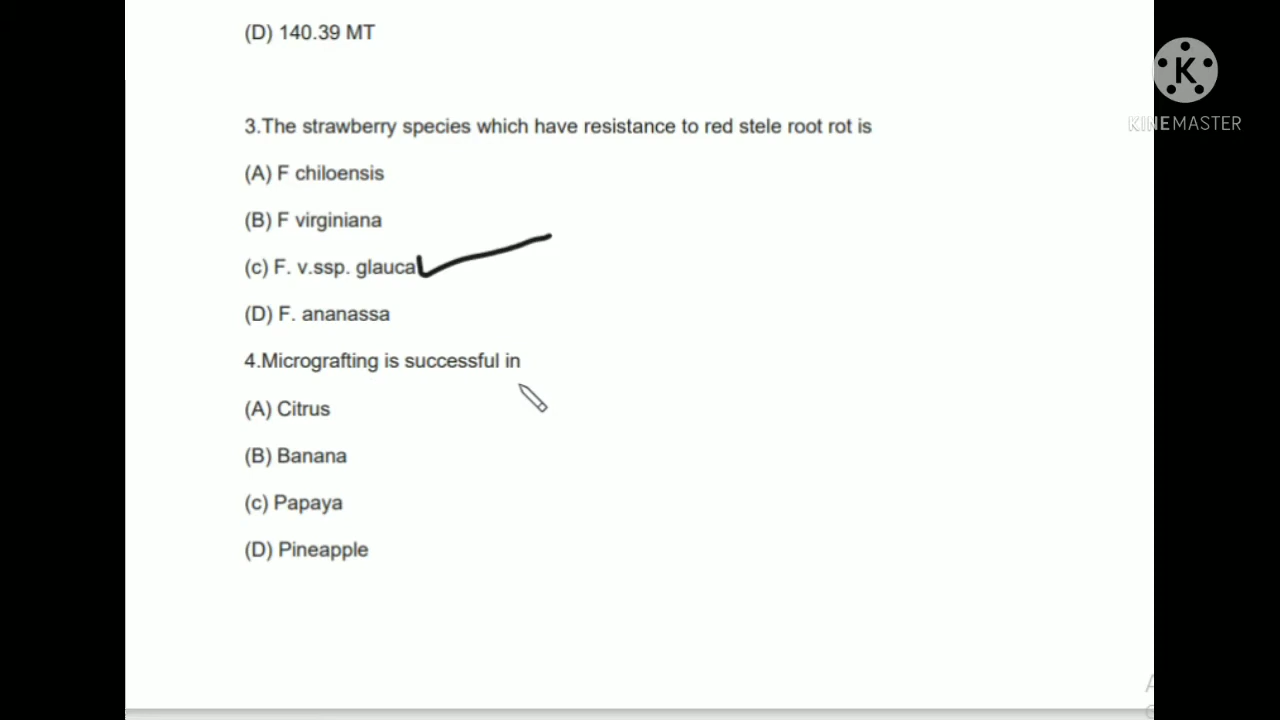 (D) 140.39 MT
K
KINEMASTER
3.The strawberry species which have resistance to red stele root rot is
(A) F chiloensis
(B) F virginiana
(c) F. v.ssp. glauca
(D) F. ananassa
4.Micrografting is successful in
(A) Citrus
(B) Banana
(c) Papaya
(D) Pineapple